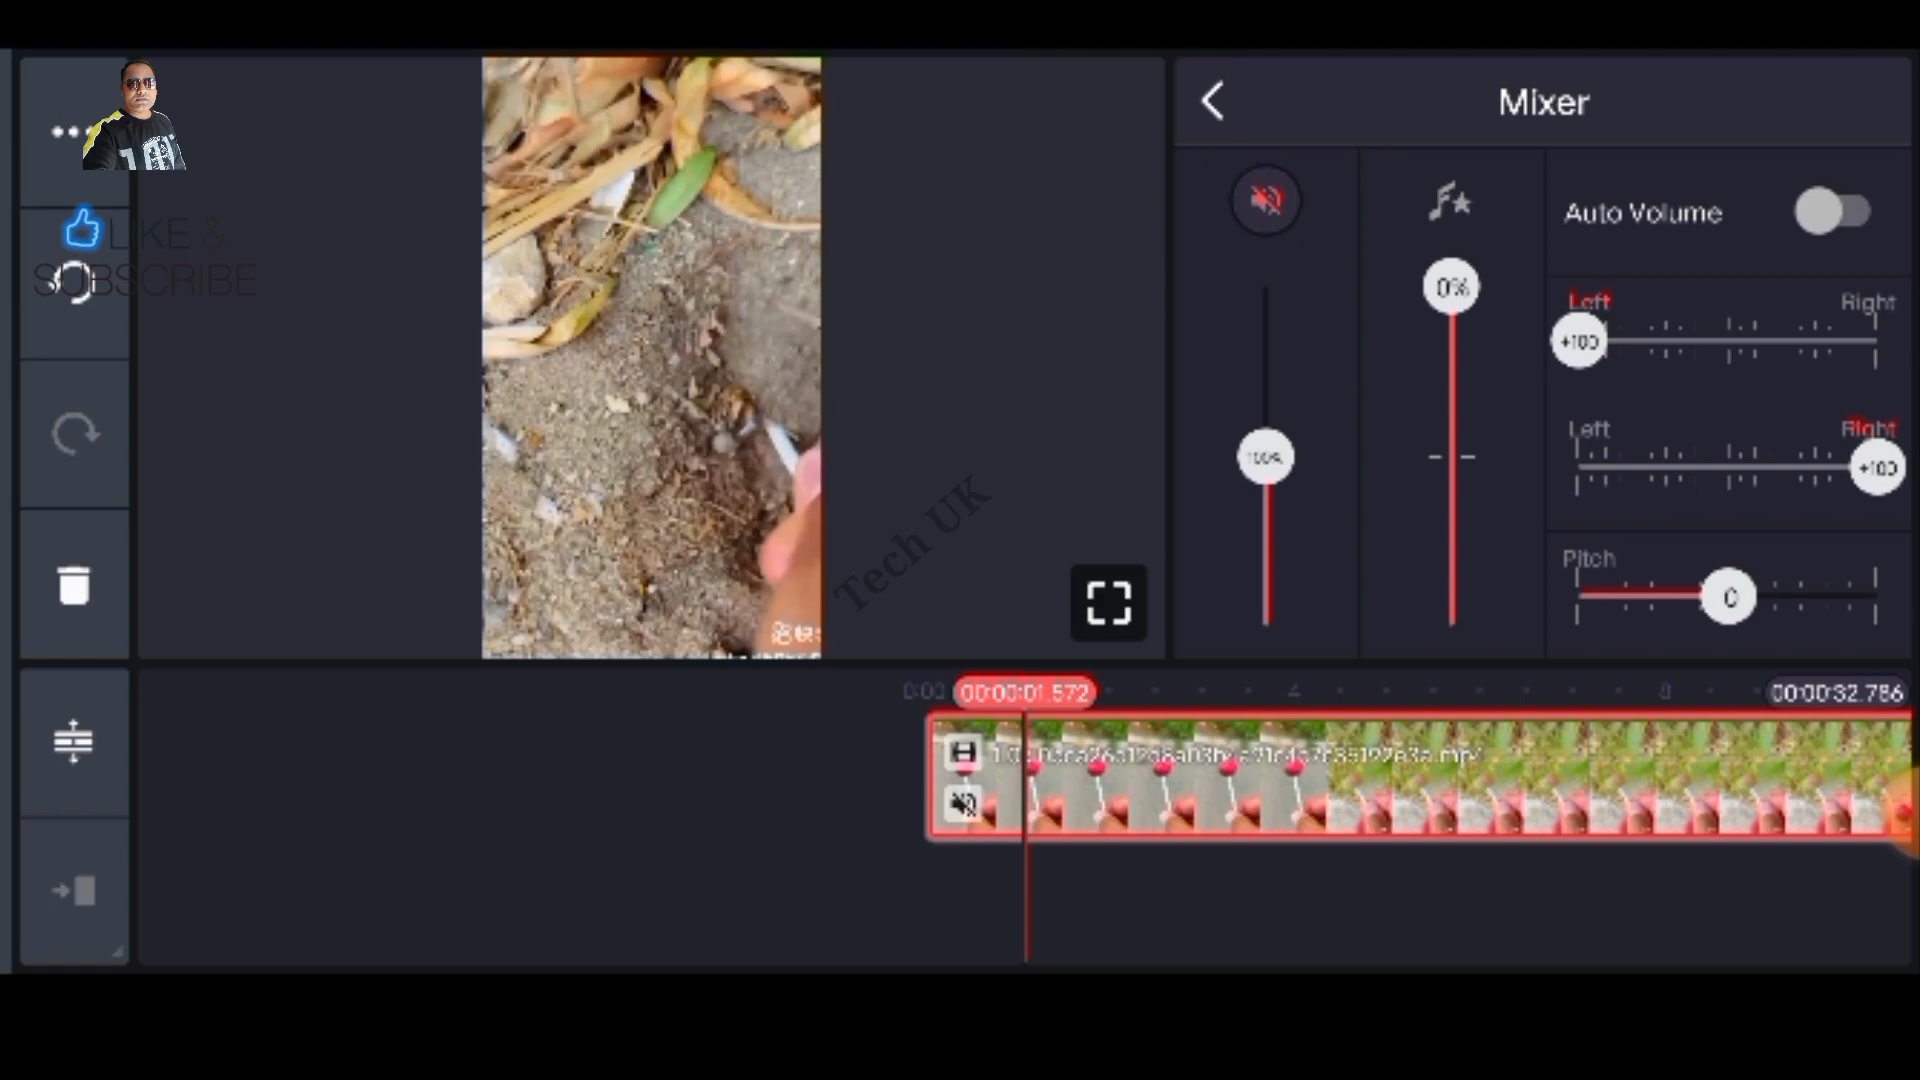 Mixer
LIKE &
SUBSCRIBE
Auto Volume
0%
Left
Right
+100
100%
Left
Right
+100
Pitch
0
Tech UK
0:00
00:00:01.572
4
8
00:00:32.786